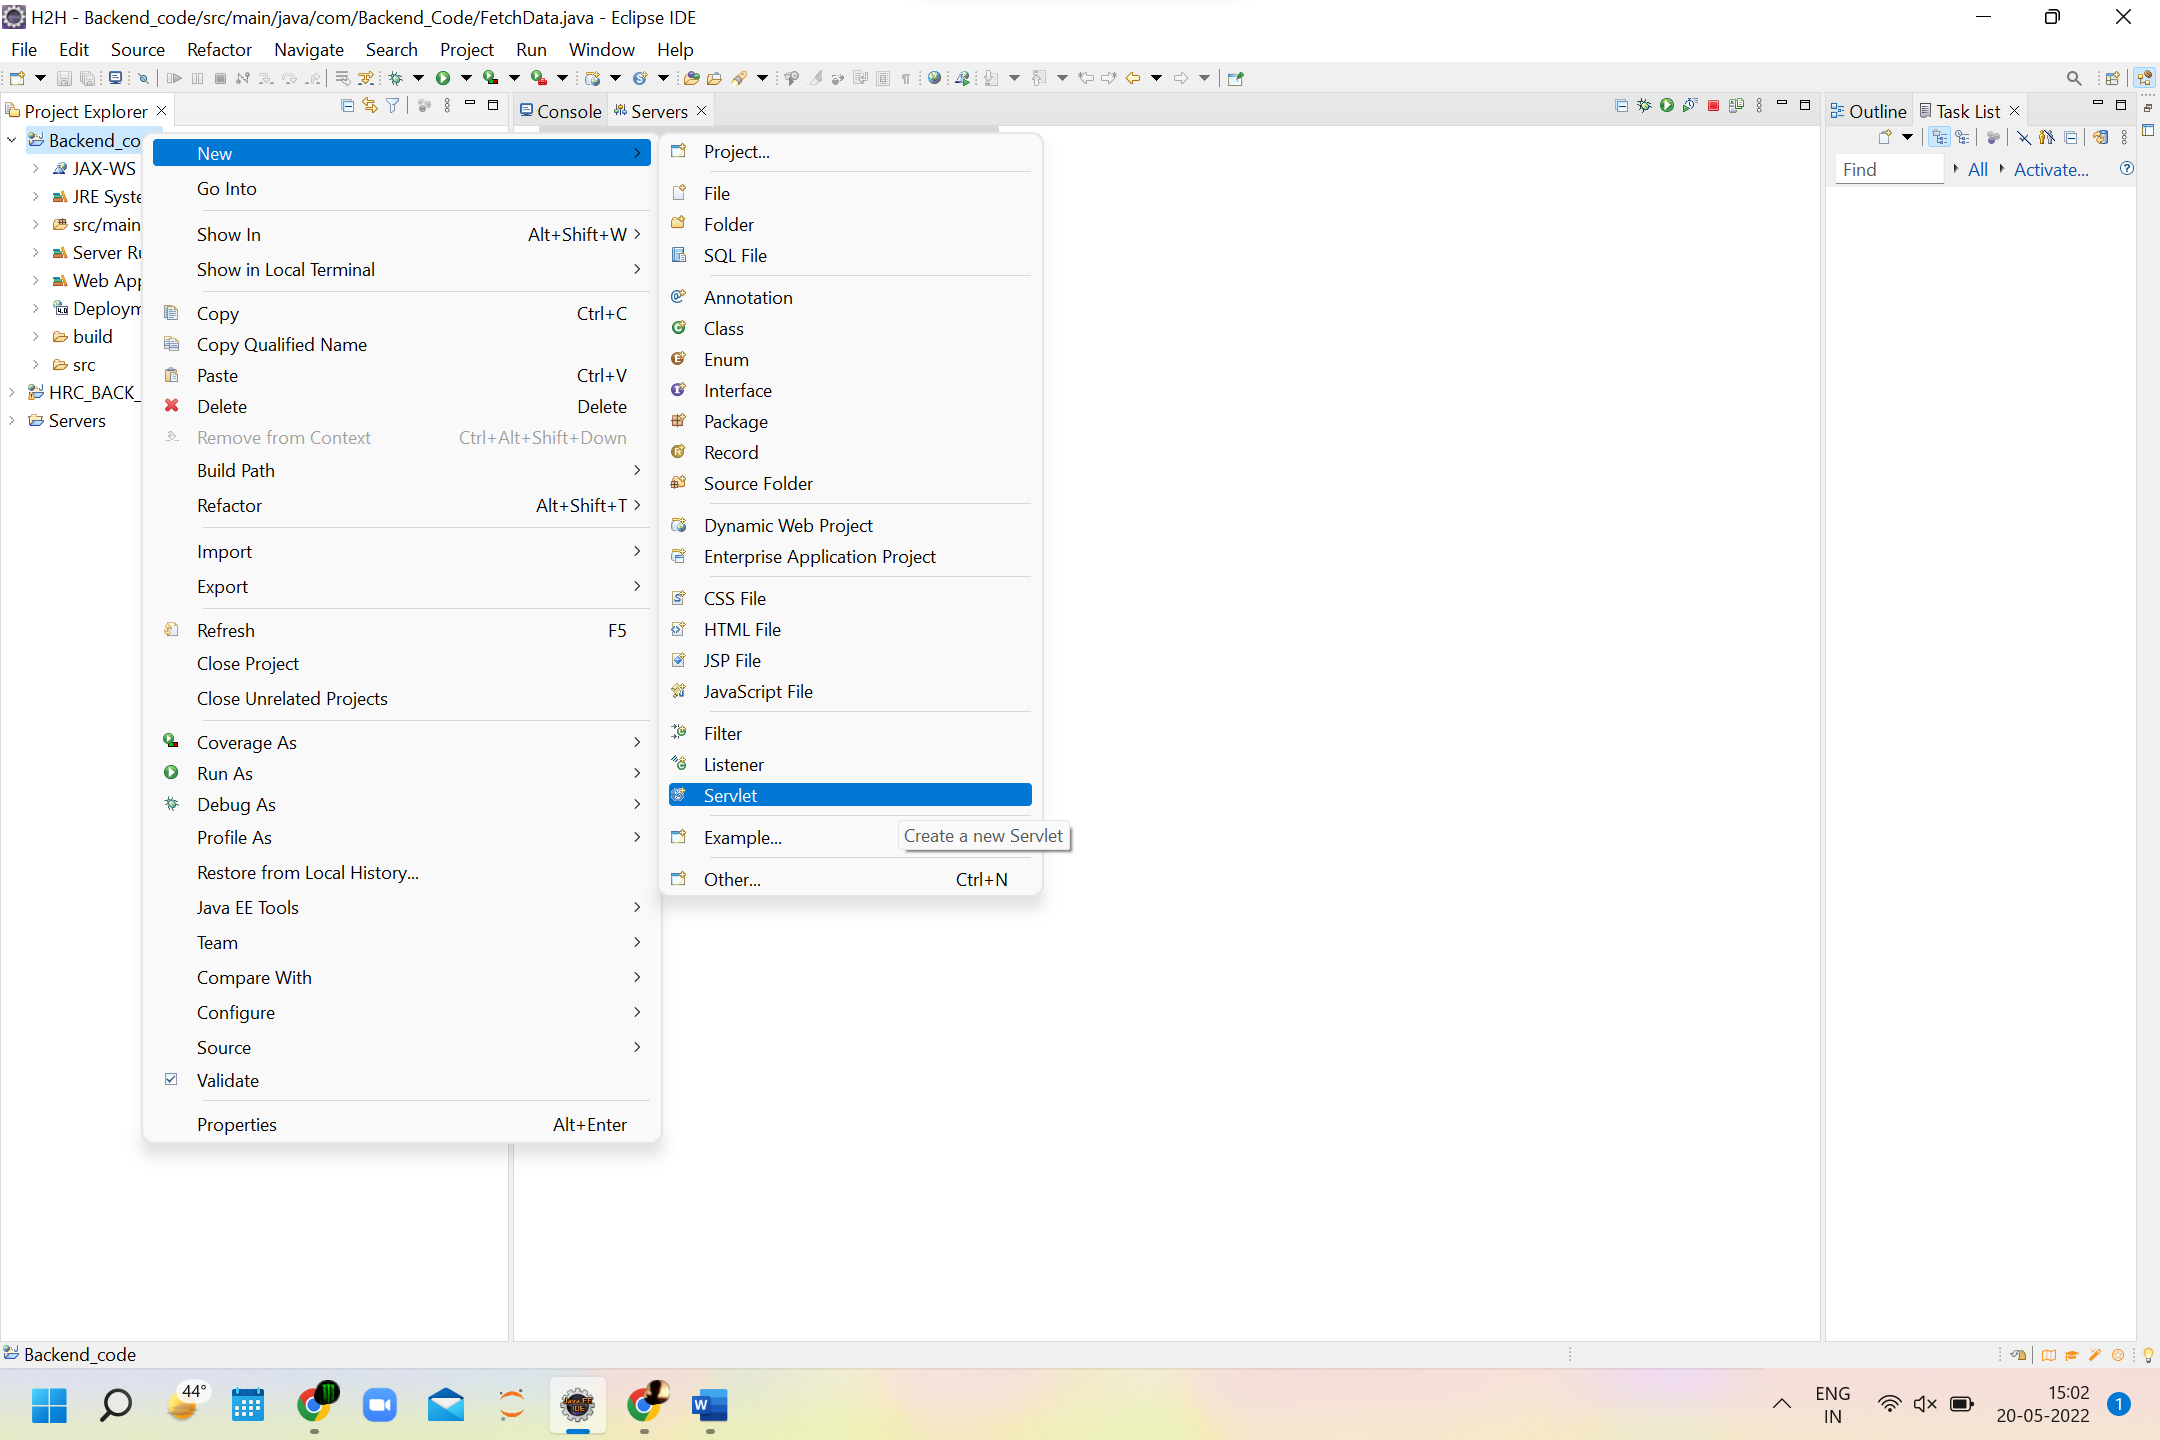 H2H - Backend_code/src/main/java/com/Backend_Code/FetchData.java - Eclipse IDE
File Edit Source Refactor Navigate Search Project Run Window Help
Project Explorer
Console Servers
Outline Task List
Find All Activate...
Backend_co
JAX-WS
JRE Syste
src/main
Server Ru
Web App
Deploym
build
src
HRC_BACK_
Servers
New
Go Into
Show In Alt+Shift+W
Show in Local Terminal
Copy Ctrl+C
Copy Qualified Name
Paste Ctrl+V
Delete Delete
Remove from Context Ctrl+Alt+Shift+Down
Build Path
Refactor Alt+Shift+T
Import
Export
Refresh F5
Close Project
Close Unrelated Projects
Coverage As
Run As
Debug As
Profile As
Restore from Local History...
Java EE Tools
Team
Compare With
Configure
Source
Validate
Properties Alt+Enter
Project...
File
Folder
SQL File
Annotation
Class
Enum
Interface
Package
Record
Source Folder
Dynamic Web Project
Enterprise Application Project
CSS File
HTML File
JSP File
JavaScript File
Filter
Listener
Servlet
Create a new Servlet
Example...
Other... Ctrl+N
Backend_code
44°
Java EE
IDE
ENG
IN
15:02
20-05-2022
1